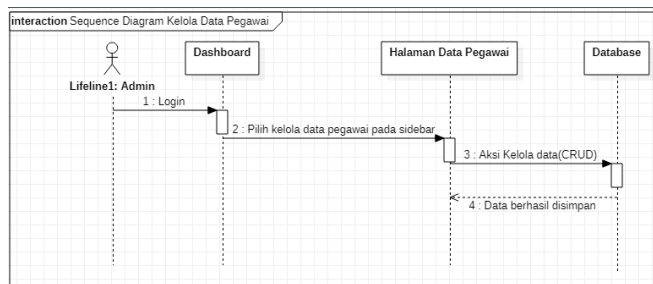 interaction Sequence Diagram Kelola Data Pegawai
Dashboard
Halaman Data Pegawai
Database
Lifeline1: Admin
1 : Login
2 : Pilih kelola data pegawai pada sidebar
3 : Aksi Kelola data(CRUD)
4 : Data berhasil disimpan